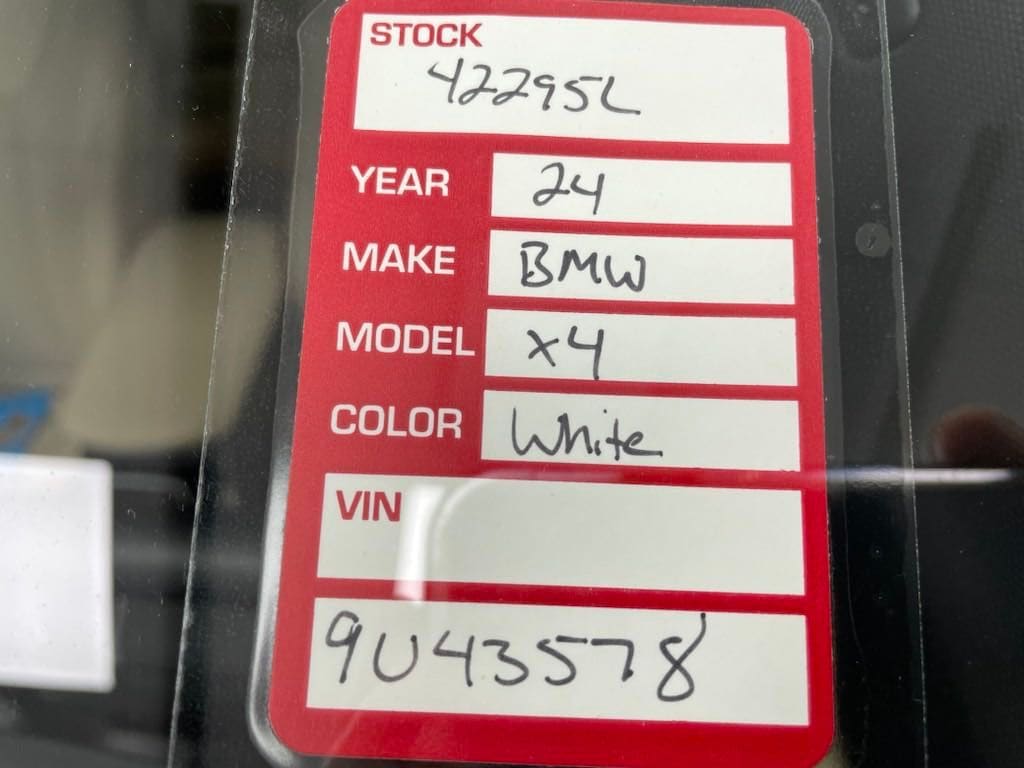 STOCK
42295L
YEAR 24
MAKE BMW
MODEL X4
COLOR White
VIN
9U43578